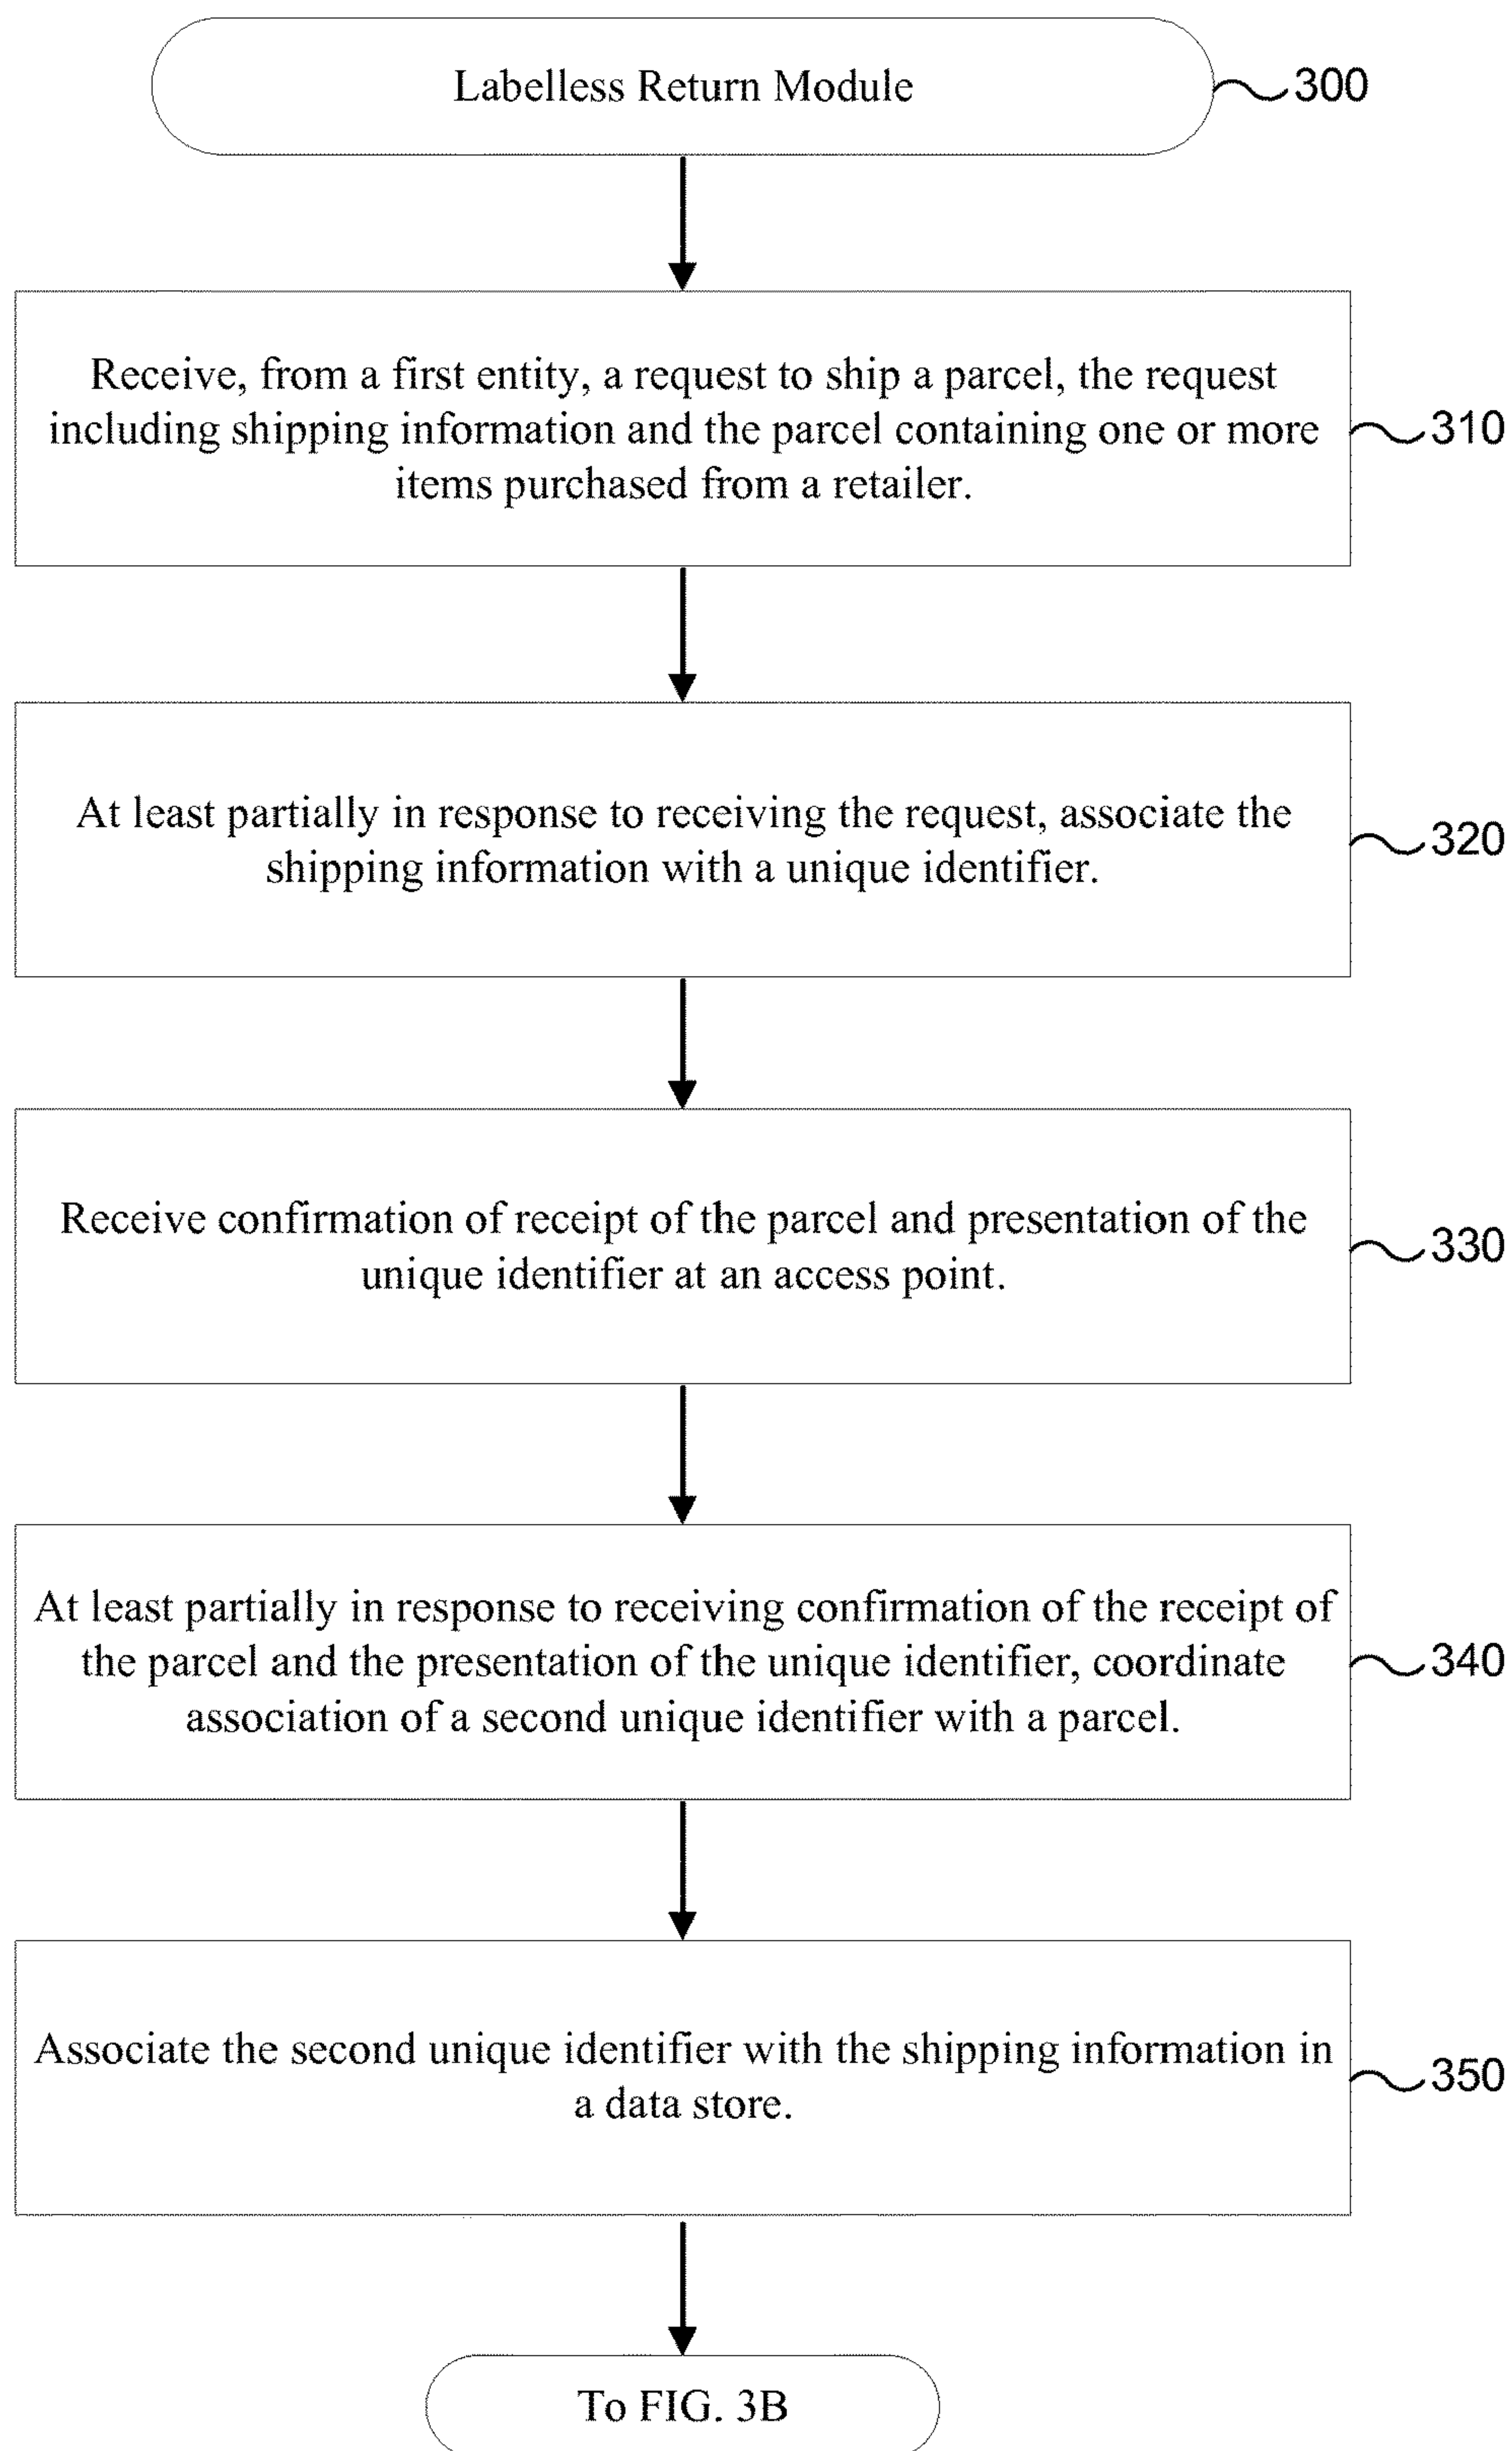 Labelless Return Module
300
Receive, from a first entity, a request to ship a parcel, the request
including shipping information and the parcel containing one or more
items purchased from a retailer.
310
At least partially in response to receiving the request, associate the
shipping information with a unique identifier.
320
Receive confirmation of receipt of the parcel and presentation of the
unique identifier at an access point.
330
At least partially in response to receiving confirmation of the receipt of
the parcel and the presentation of the unique identifier, coordinate
association of a second unique identifier with a parcel.
340
Associate the second unique identifier with the shipping information in
a data store.
350
To FIG. 3B